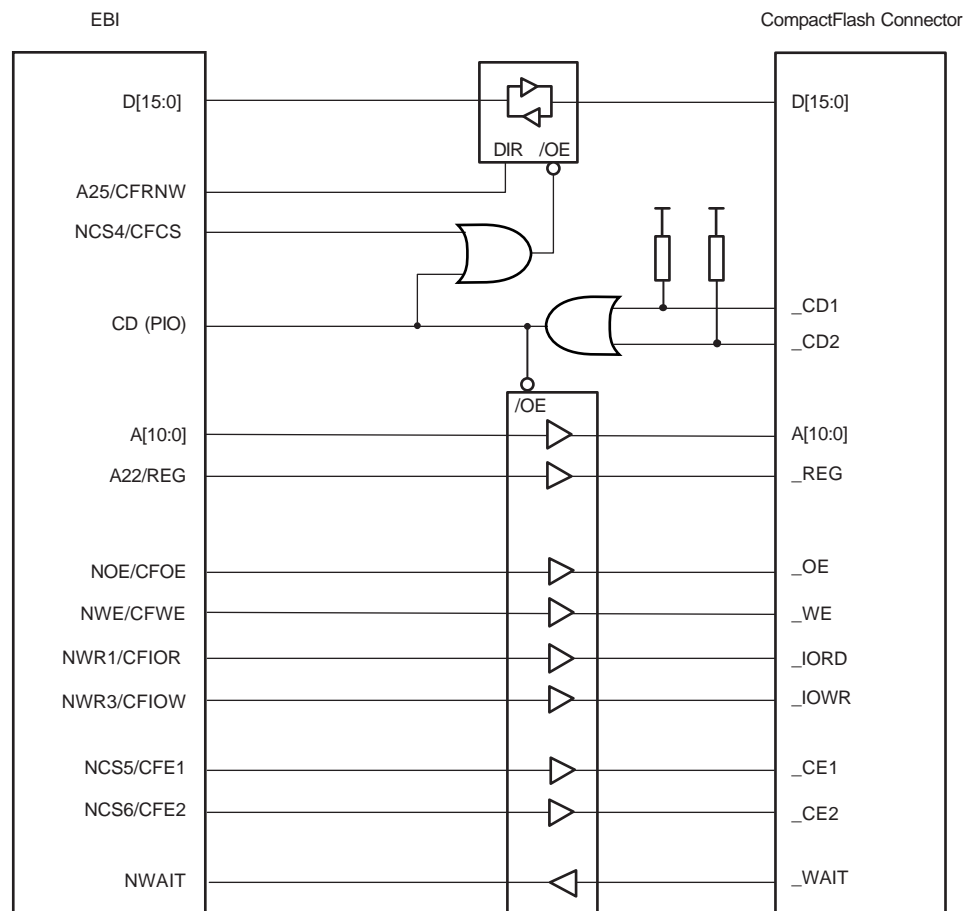 EBI
CompactFlash Connector
D[15:0]
D[15:0]
DIR /OE
A25/CFRNW
NCS4/CFCS
_CD1
CD (PIO)
_CD2
/OE
A[10:0]
A[10:0]
A22/REG
_REG
NOE/CFOE
_OE
NWE/CFWE
_WE
NWR1/CFIOR
_IORD
NWR3/CFIOW
_IOWR
NCS5/CFE1
_CE1
NCS6/CFE2
_CE2
NWAIT
_WAIT